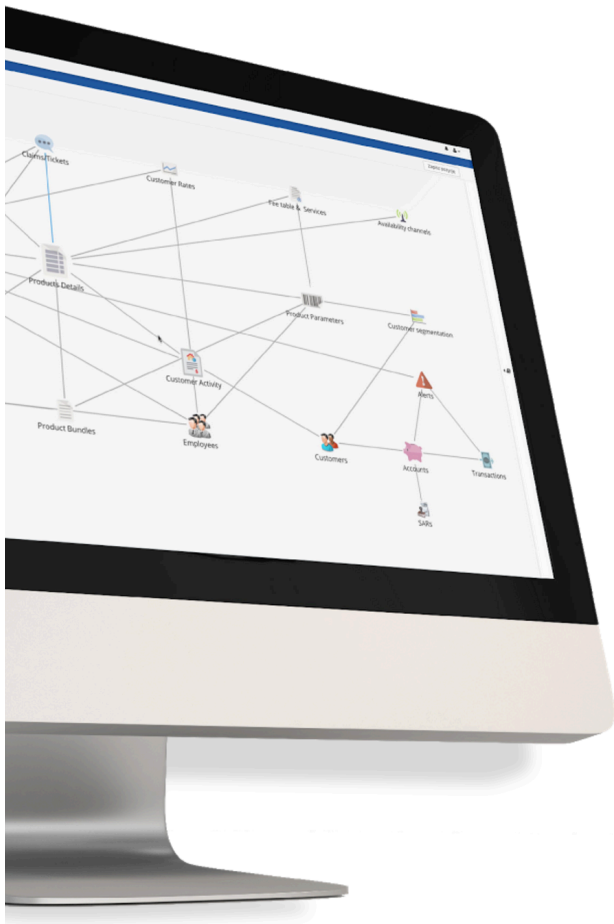 Claims/Tickets
Customer Rates
Fee table & Services
Availability channels
Products Details
Product Parameters
Customer segmentation
Customer Activity
Alerts
Product Bundles
Employees
Customers
Accounts
Transactions
SARs